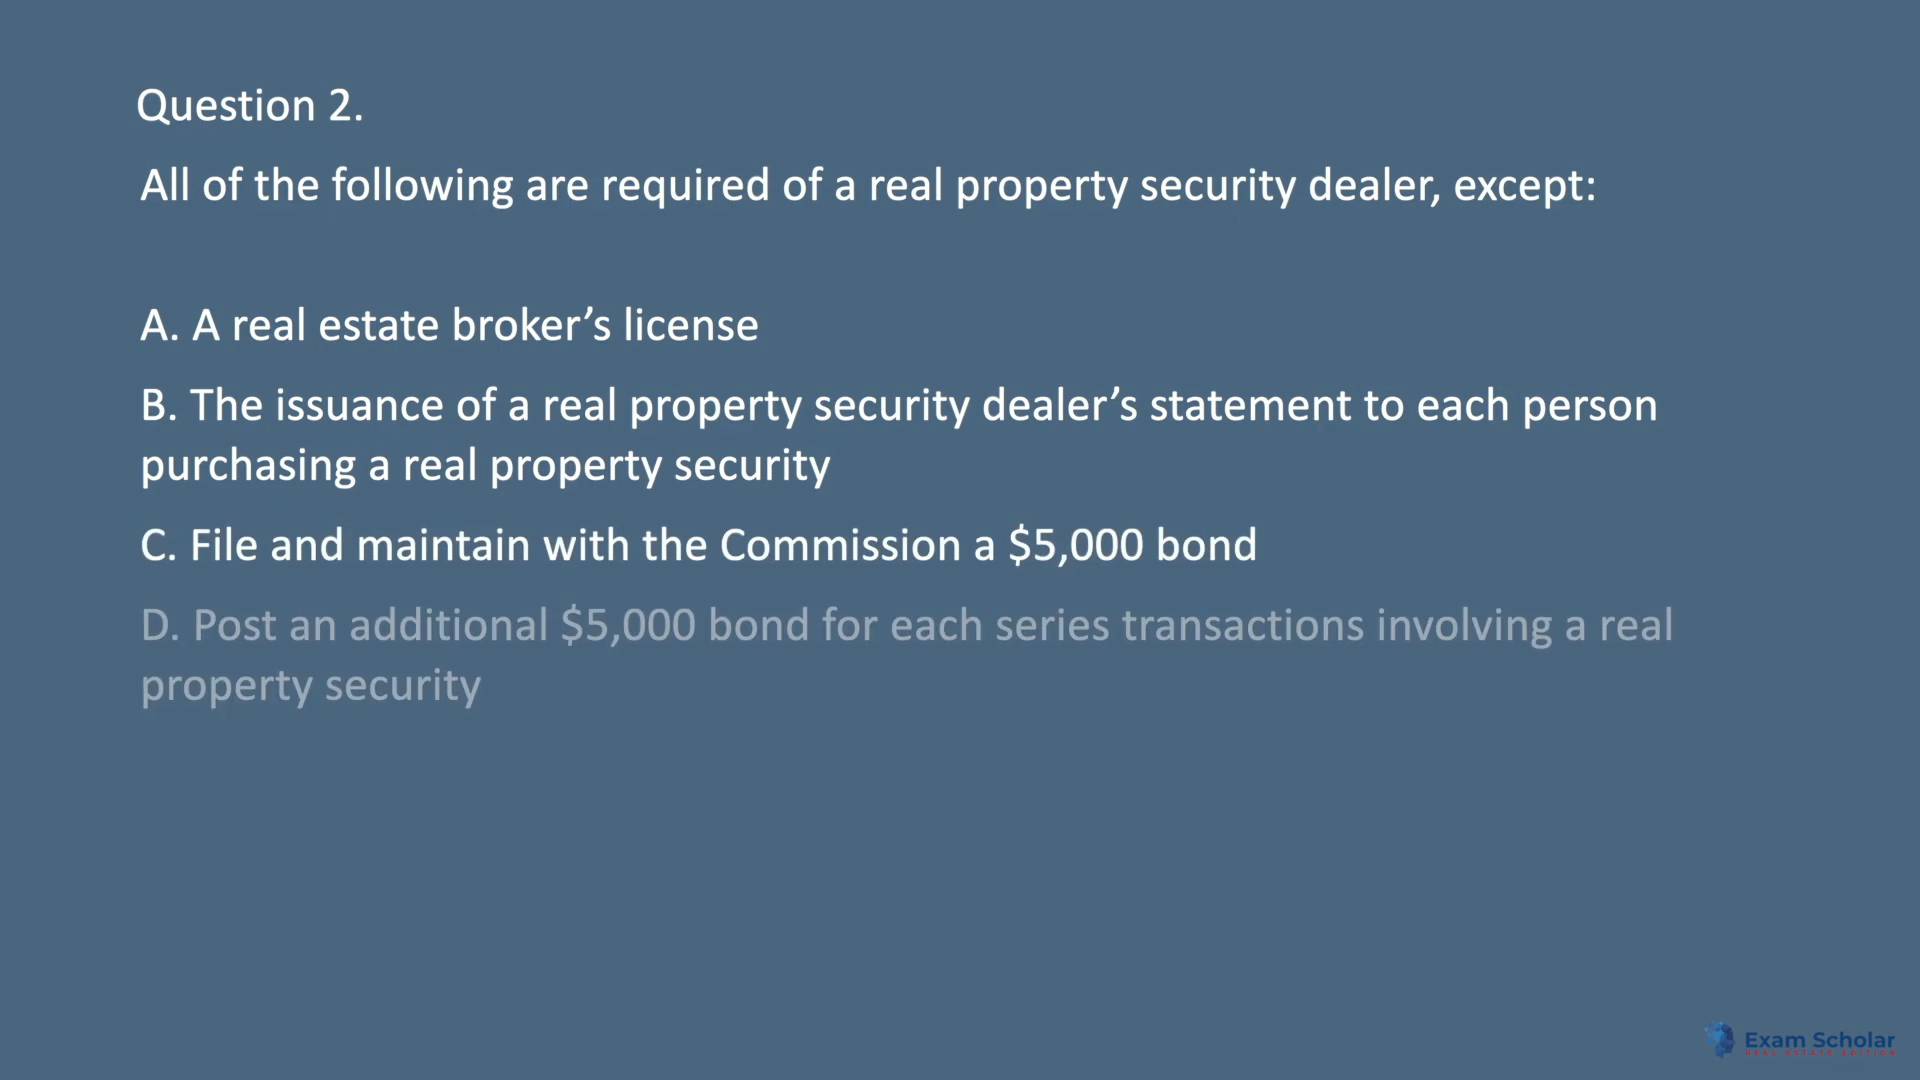 Question 2.
All of the following are required of a real property security dealer, except:
A. A real estate broker’s license
B. The issuance of a real property security dealer’s statement to each person
purchasing a real property security
C. File and maintain with the Commission a $5,000 bond
D. Post an additional $5,000 bond for each series transactions involving a real
property security
Exam Scholar
REAL ESTATE EDITION